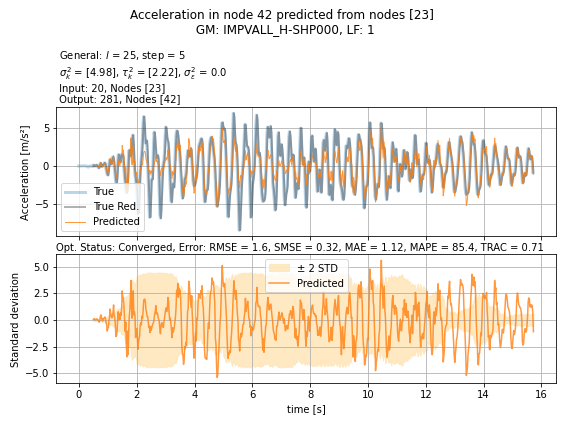 Acceleration in node 42 predicted from nodes [23]
GM: IMPVALL_H-SHP000, LF: 1
General: l = 25, step = 5
σ²ₖ = [4.98], τ²ₖ = [2.22], σ²ε = 0.0
Input: 20, Nodes [23]
Output: 281, Nodes [42]
Acceleration [m/s²]
5
0
−5
True
True Red.
Predicted
Opt. Status: Converged, Error: RMSE = 1.6, SMSE = 0.32, MAE = 1.12, MAPE = 85.4, TRAC = 0.71
Standard deviation
5.0
2.5
0.0
−2.5
−5.0
± 2 STD
Predicted
0 2 4 6 8 10 12 14 16
time [s]